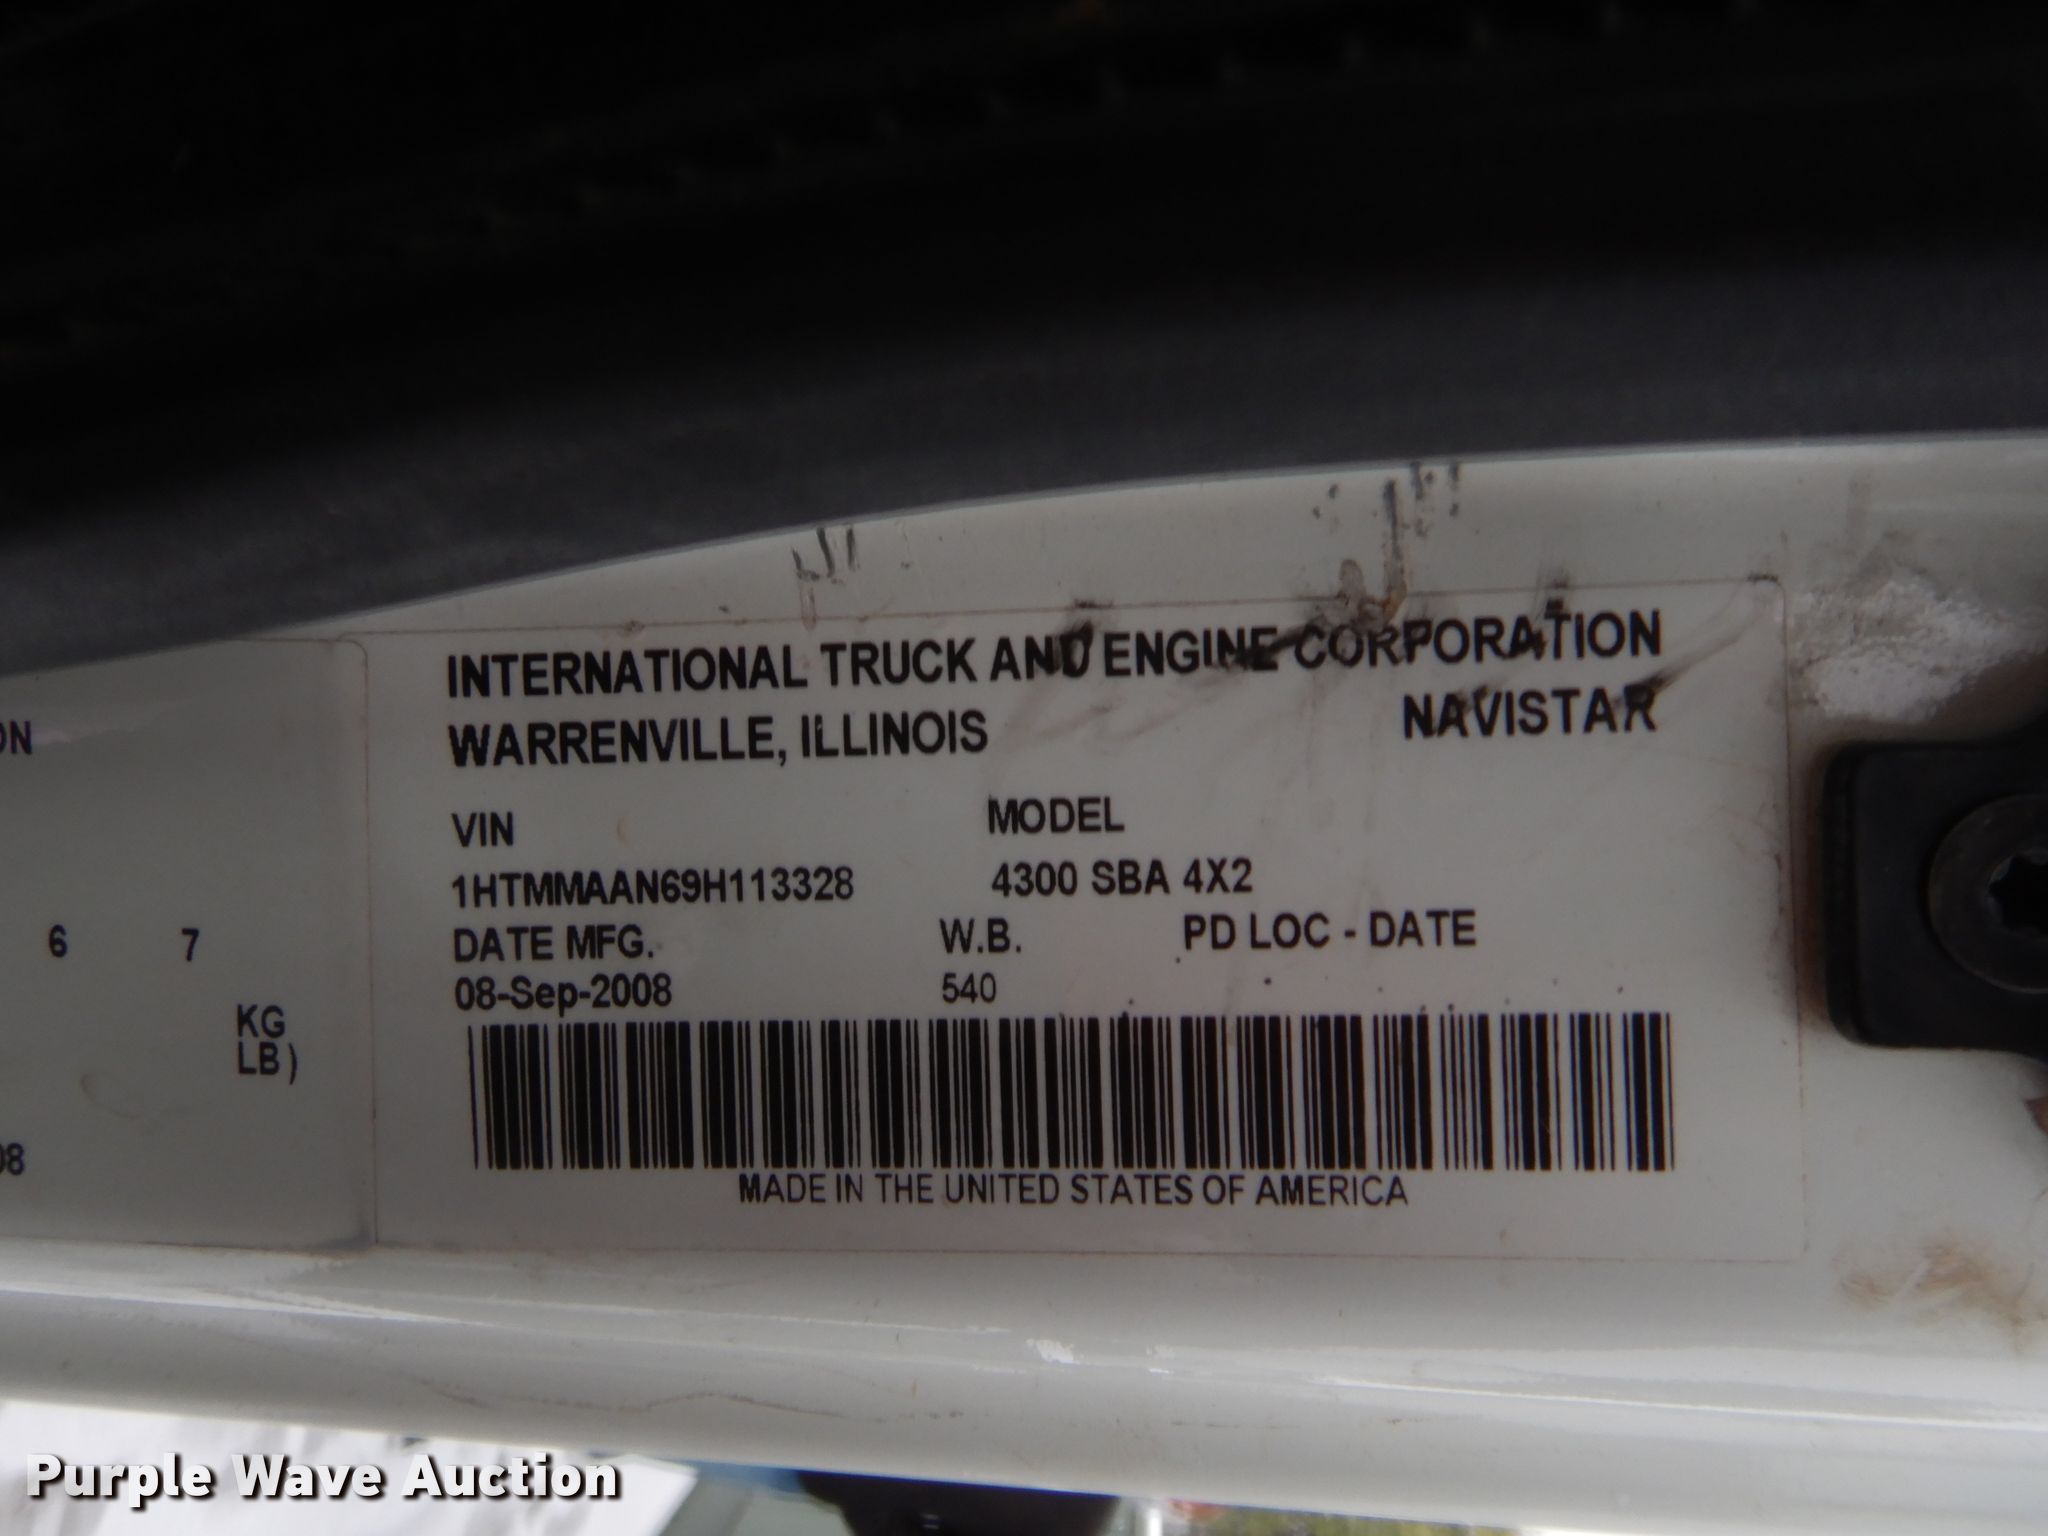 INTERNATIONAL TRUCK AND ENGINE CORPORATION
WARRENVILLE, ILLINOIS NAVISTAR
VIN MODEL
1HTMMAAN69H113328 4300 SBA 4X2
DATE MFG. W.B. PD LOC - DATE
08-Sep-2008 540
MADE IN THE UNITED STATES OF AMERICA
ON
6 7
KG
LB)
08
Purple Wave Auction